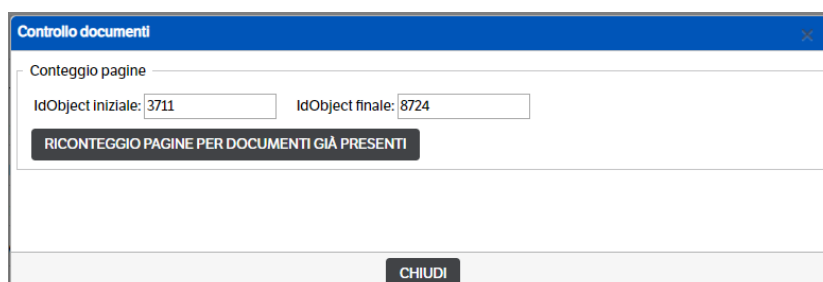 Controllo documenti
Conteggio pagine
IdObject iniziale: 3711 IdObject finale: 8724
RICONTEGGIO PAGINE PER DOCUMENTI GIÀ PRESENTI
CHIUDI